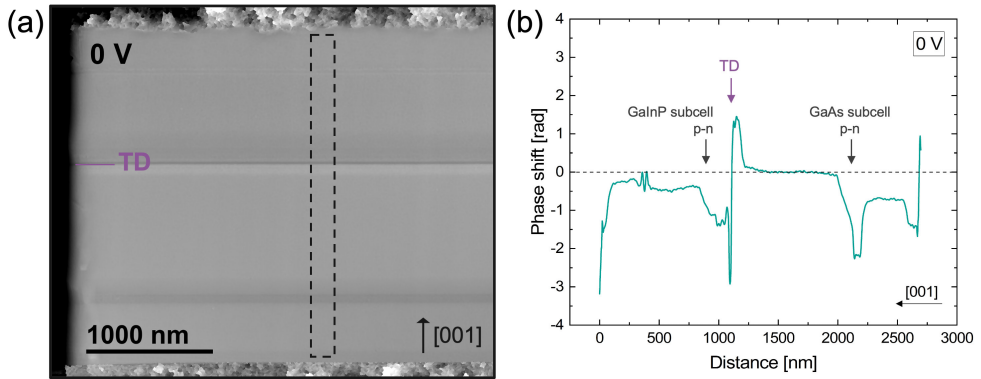 (a)
0 V
TD
1000 nm
[001]
(b)
0 V
TD
GaInP subcell
p-n
GaAs subcell
p-n
Phase shift [rad]
4
3
2
1
0
-1
-2
-3
-4
[001]
0
500
1000
1500
2000
2500
3000
Distance [nm]